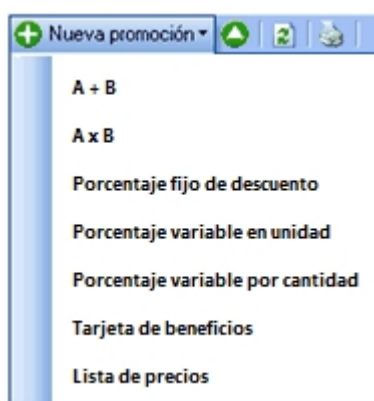 Nueva promoción
A + B
A x B
Porcentaje fijo de descuento
Porcentaje variable en unidad
Porcentaje variable por cantidad
Tarjeta de beneficios
Lista de precios